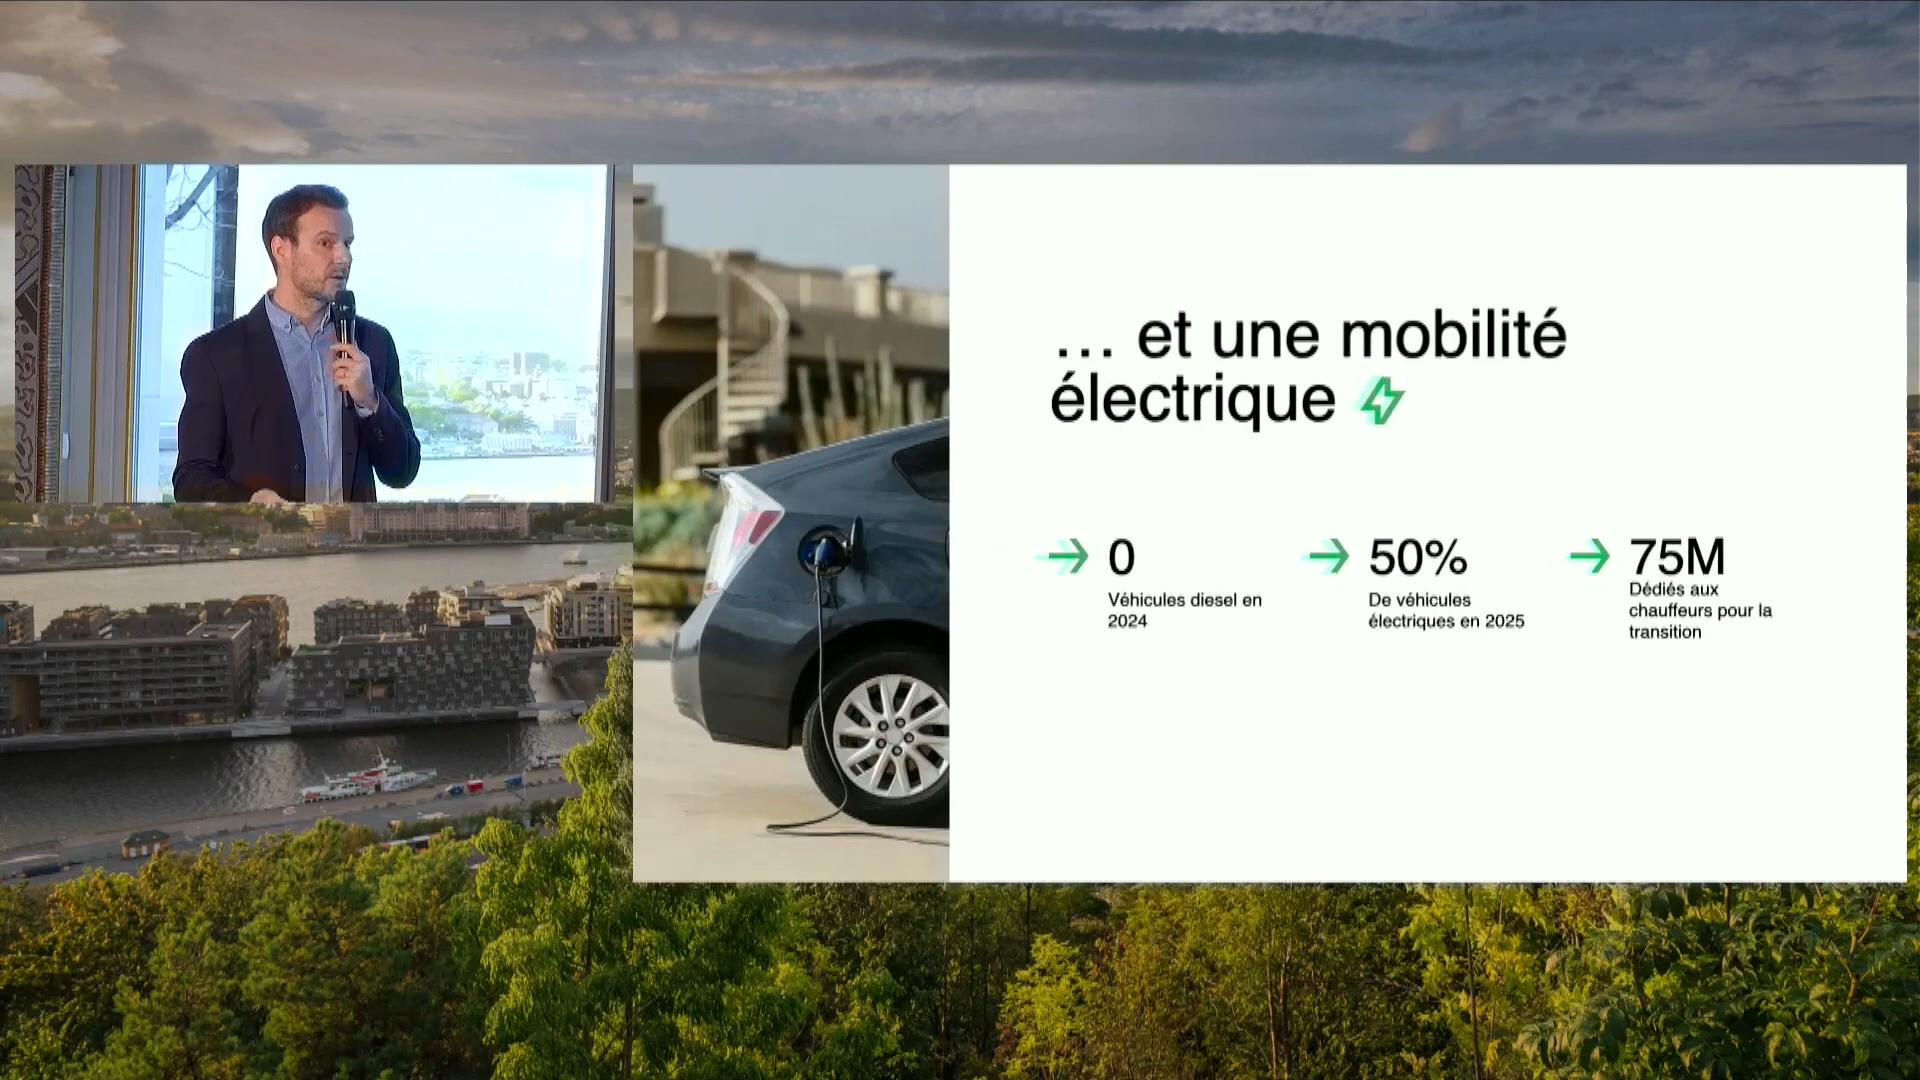 … et une mobilité
électrique
0
Véhicules diesel en
2024
50%
De véhicules
électriques en 2025
75M
Dédiés aux
chauffeurs pour la
transition